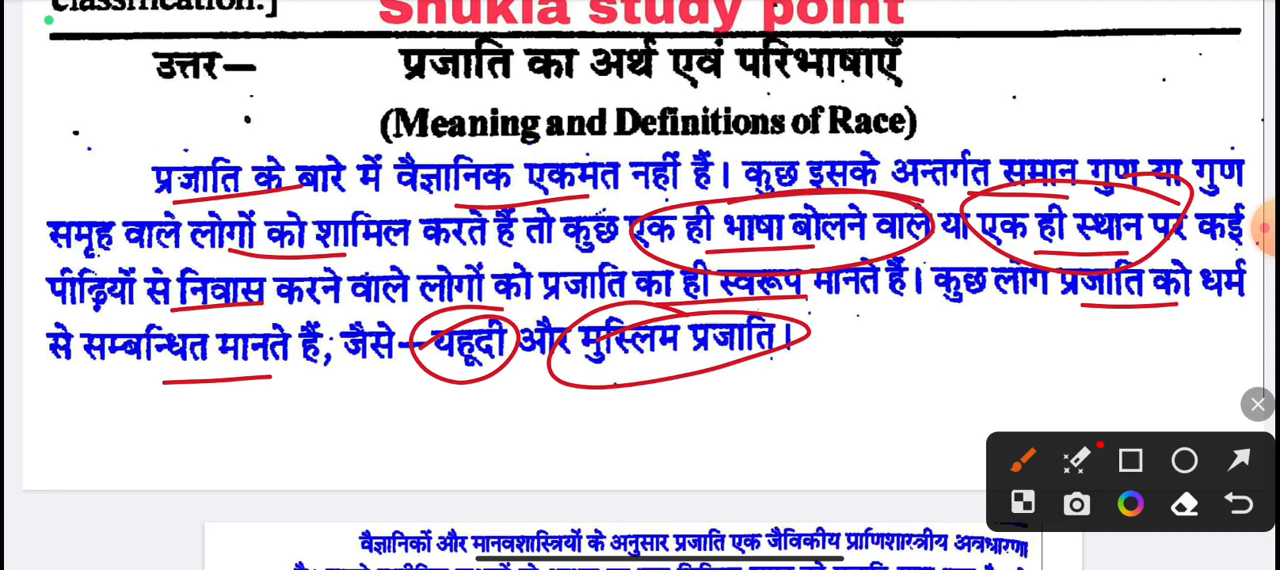 classification.]
Shukla study point
उत्तर—
प्रजाति का अर्थ एवं परिभाषाएँ
(Meaning and Definitions of Race)
प्रजाति के बारे में वैज्ञानिक एकमत नहीं हैं। कुछ इसके अन्तर्गत समान गुण या गुण
समूह वाले लोगों को शामिल करते हैं तो कुछ एक ही भाषा बोलने वाले या एक ही स्थान पर कई
पीढ़ियों से निवास करने वाले लोगों को प्रजाति का ही स्वरूप मानते हैं। कुछ लोग प्रजाति को धर्म
से सम्बन्धित मानते हैं, जैसे—यहूदी और मुस्लिम प्रजाति।
वैज्ञानिकों और मानवशास्त्रियों के अनुसार प्रजाति एक जैविकीय प्राणिशास्त्रीय अवधारणा